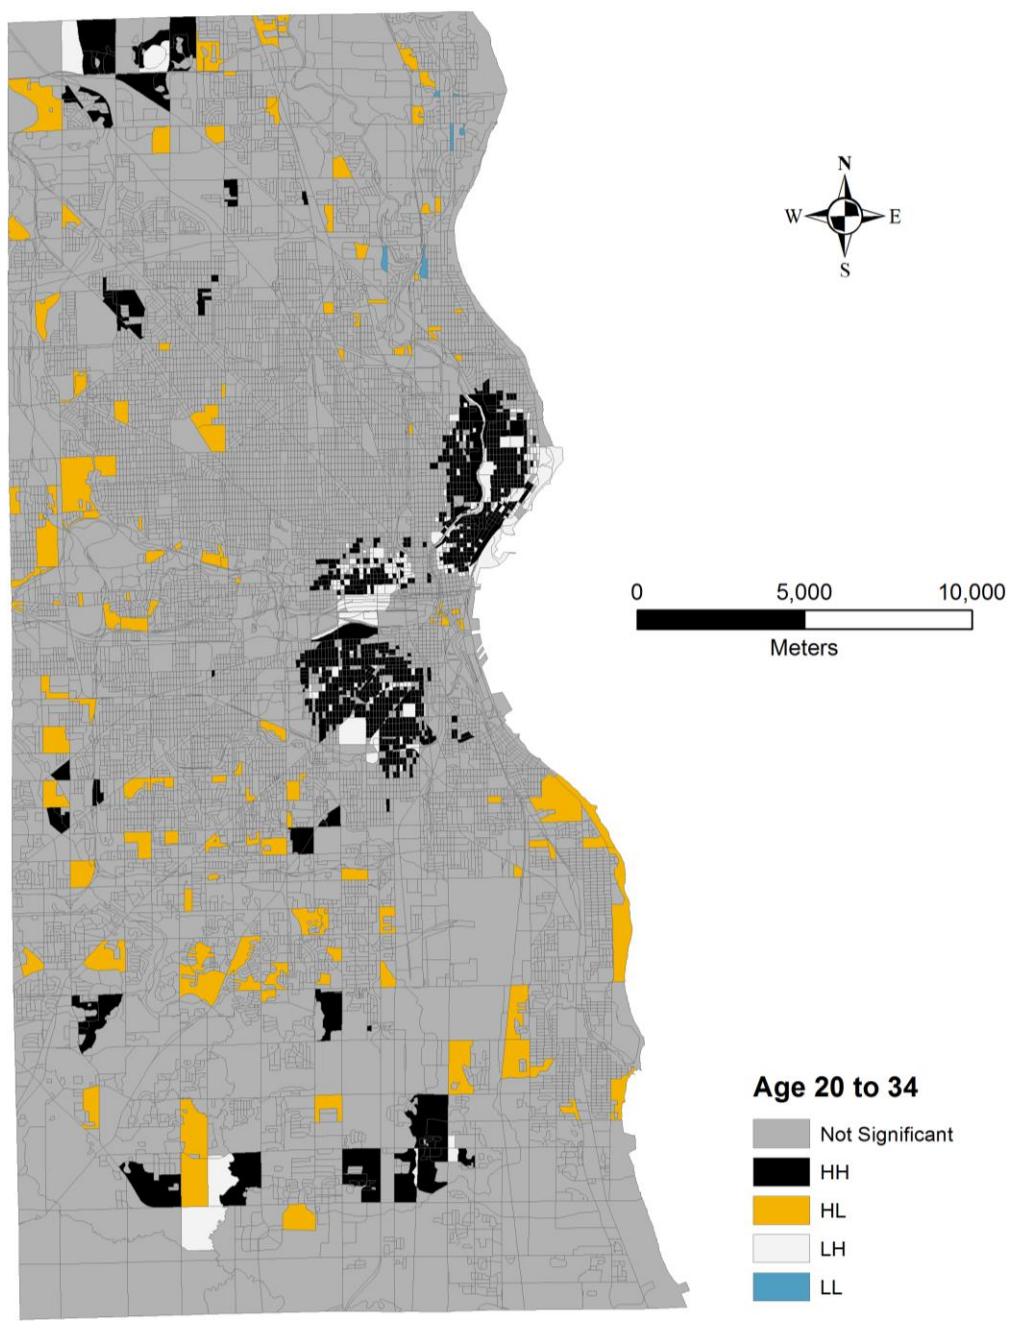 N
W E
S
0 5,000 10,000
Meters
Age 20 to 34
Not Significant
HH
HL
LH
LL